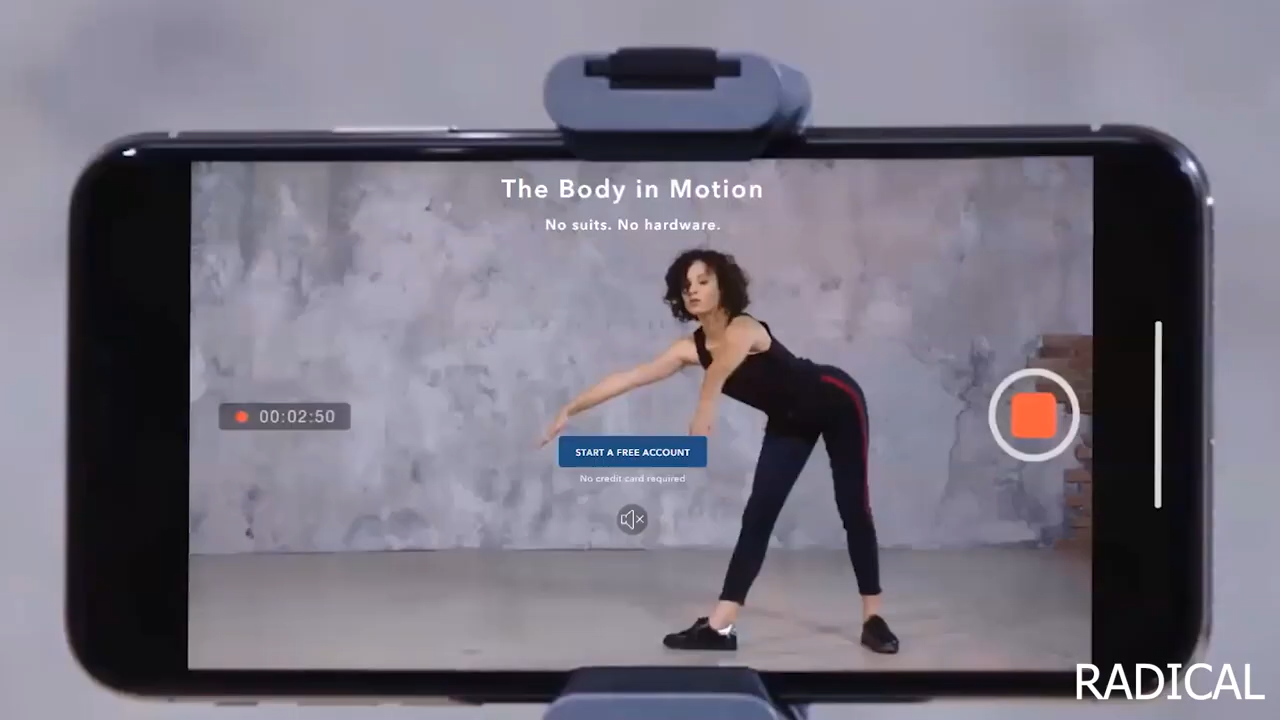 The Body in Motion
No suits. No hardware.
00:02:50
START A FREE ACCOUNT
No credit card required
RADICAL